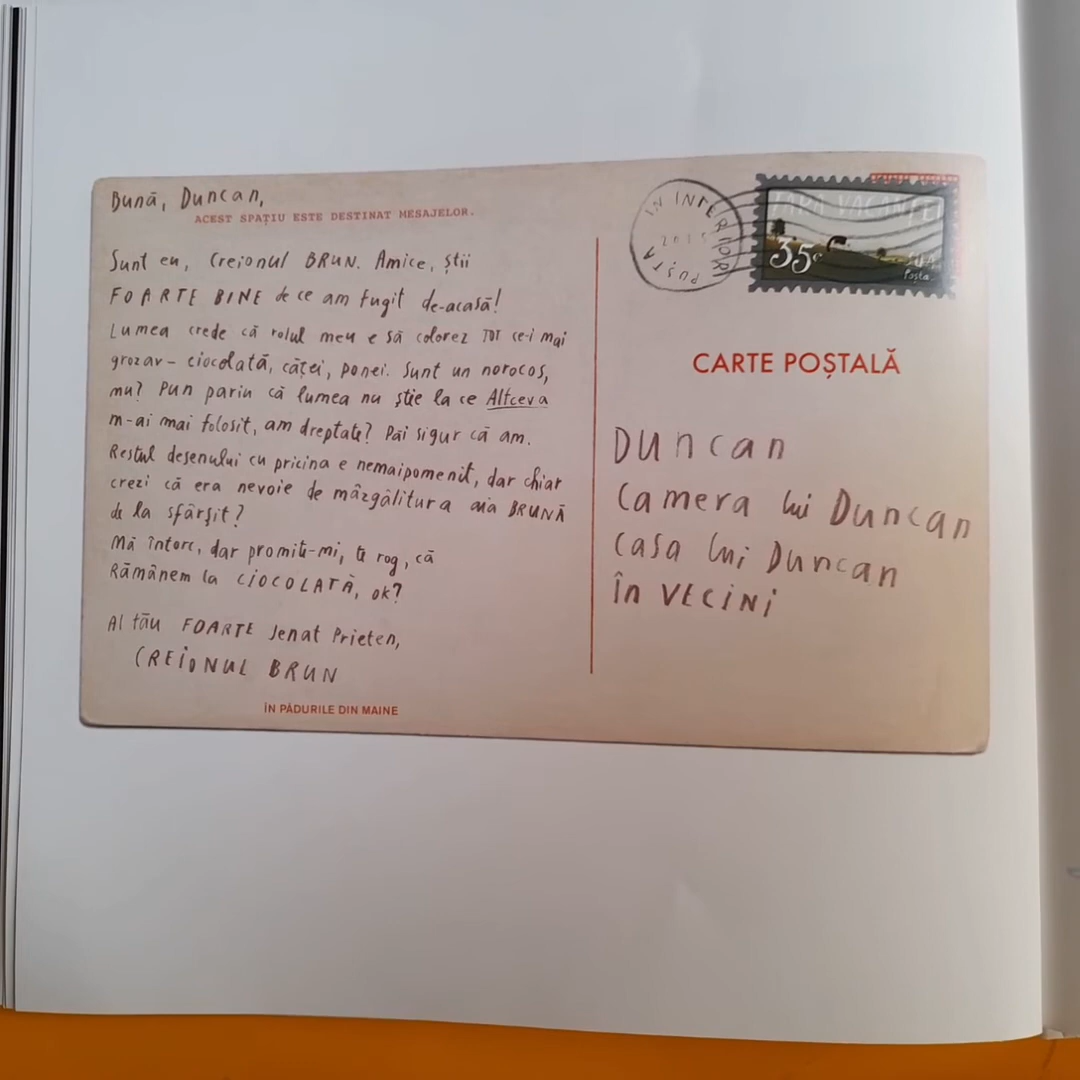 Bună, Duncan,
ACEST SPAȚIU ESTE DESTINAT MESAJELOR.
Sunt eu, Creionul BRUN. Amice, știi
FOARTE BINE de ce am fugit de-acasă!
Lumea crede că rolul meu e să colorez TOT ce-i mai
grozav – ciocolată, căței, ponei. Sunt un norocos,
nu? Pun pariu că lumea nu știe la ce Altceva
m-ai mai folosit, am dreptate? Păi sigur că am.
Restul desenului cu pricina e nemaipomenit, dar chiar
crezi că era nevoie de mâzgălitura aia BRUNĂ
de la sfârșit?
Mă întorc, dar promite-mi, te rog, că
Rămânem la CIOCOLATĂ, ok?
Al tău FOARTE Jenat Prieten,
CREIONUL BRUN
ÎN PĂDURILE DIN MAINE
IN INTERIOR
POȘTA
ȚARA VACANȚEI
35c
Poșta
CARTE POȘTALĂ
Duncan
Camera lui Duncan
Casa lui Duncan
în VECINI